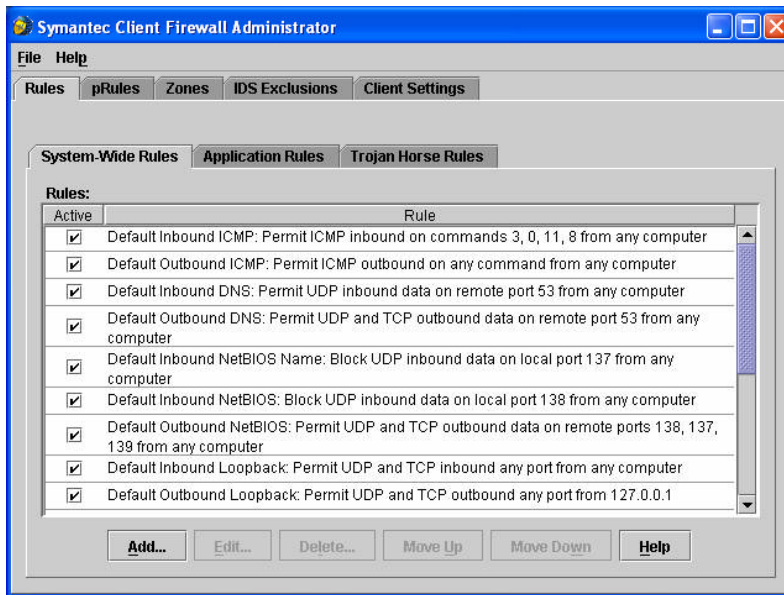 Symantec Client Firewall Administrator
File Help
Rules pRules Zones IDS Exclusions Client Settings
System-Wide Rules Application Rules Trojan Horse Rules
Rules:
Active Rule
Default Inbound ICMP: Permit ICMP inbound on commands 3, 0, 11, 8 from any computer
Default Outbound ICMP: Permit ICMP outbound on any command from any computer
Default Inbound DNS: Permit UDP inbound data on remote port 53 from any computer
Default Outbound DNS: Permit UDP and TCP outbound data on remote port 53 from any
computer
Default Inbound NetBIOS Name: Block UDP inbound data on local port 137 from any
computer
Default Inbound NetBIOS: Block UDP inbound data on local port 138 from any computer
Default Outbound NetBIOS: Permit UDP and TCP outbound data on remote ports 138, 137,
139 from any computer
Default Inbound Loopback: Permit UDP and TCP inbound any port from any computer
Default Outbound Loopback: Permit UDP and TCP outbound any port from 127.0.0.1
Add... Edit... Delete... Move Up Move Down Help